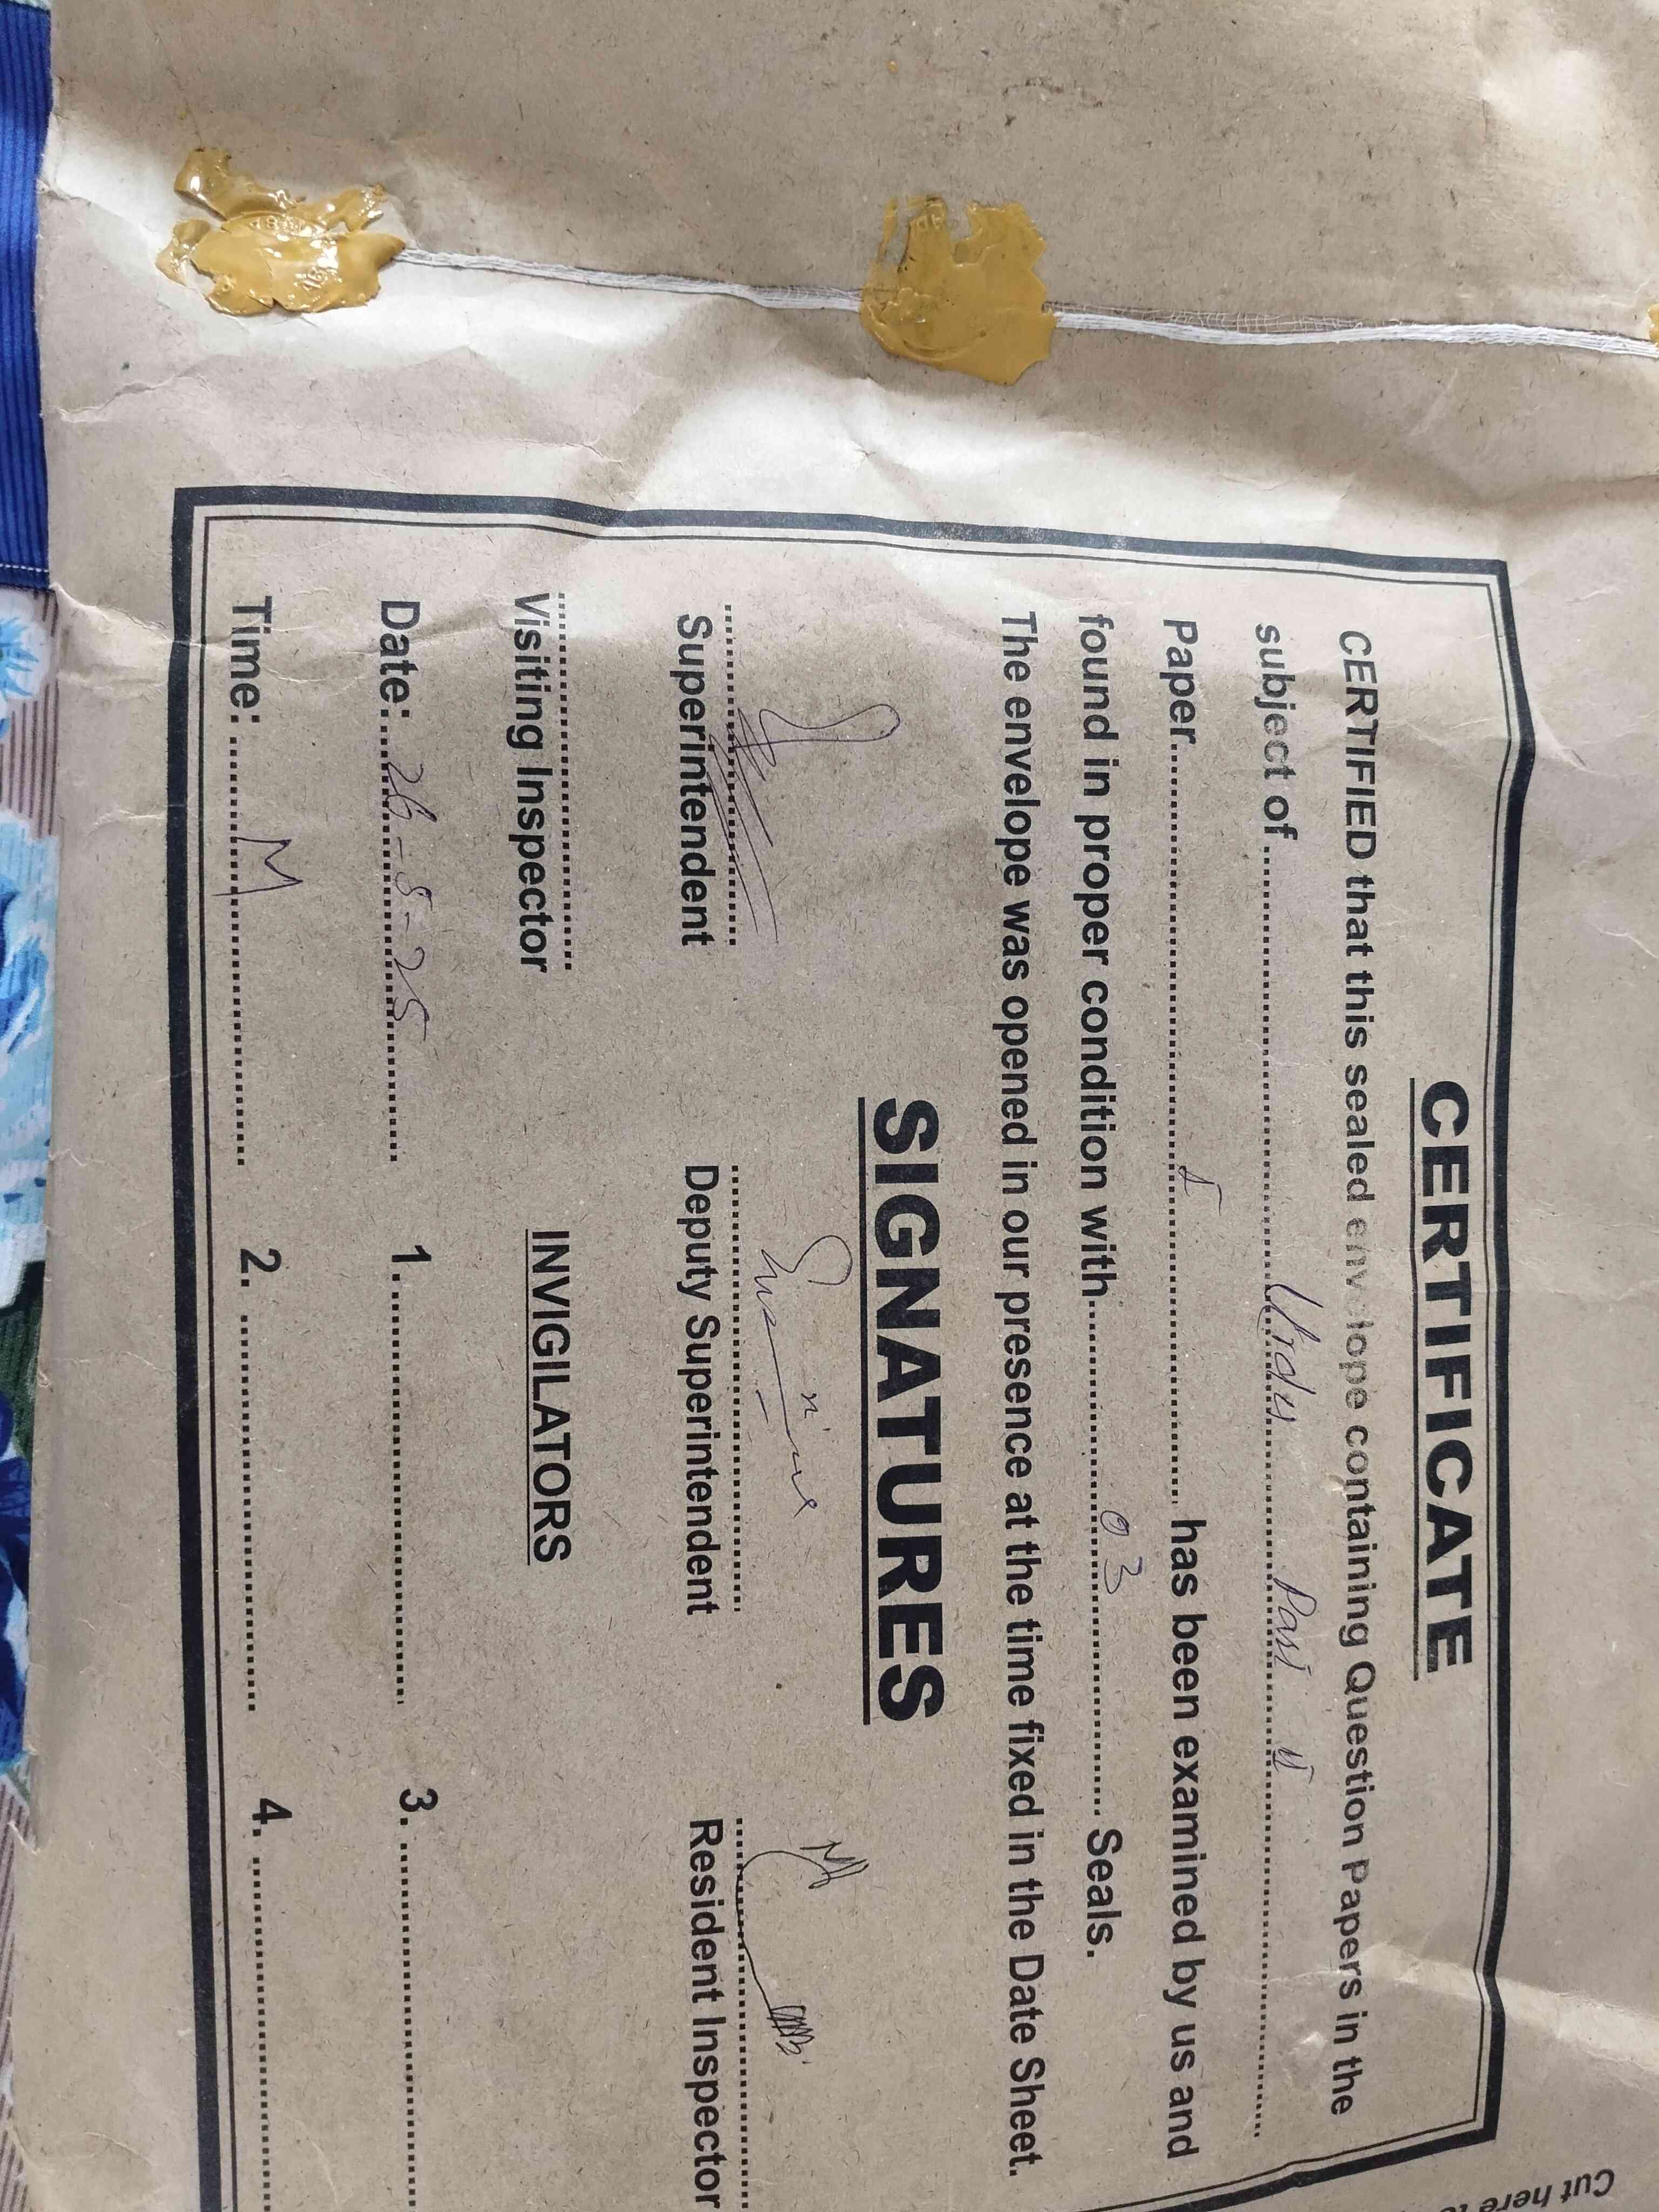 CERTIFICATE
CERTIFIED that this sealed envelope containing Question Papers in the
subject of.......... Urdu Part II ..........
Paper.......... I .......... has been examined by us and
found in proper condition with.......... 03 .......... Seals.
The envelope was opened in our presence at the time fixed in the Date Sheet.
SIGNATURES
Superintendent Deputy Superintendent Resident Inspector
Visiting Inspector INVIGILATORS
Date: 26-5-25 1. .......... 3. ..........
Time: M 2. .......... 4. ..........
Cut here to